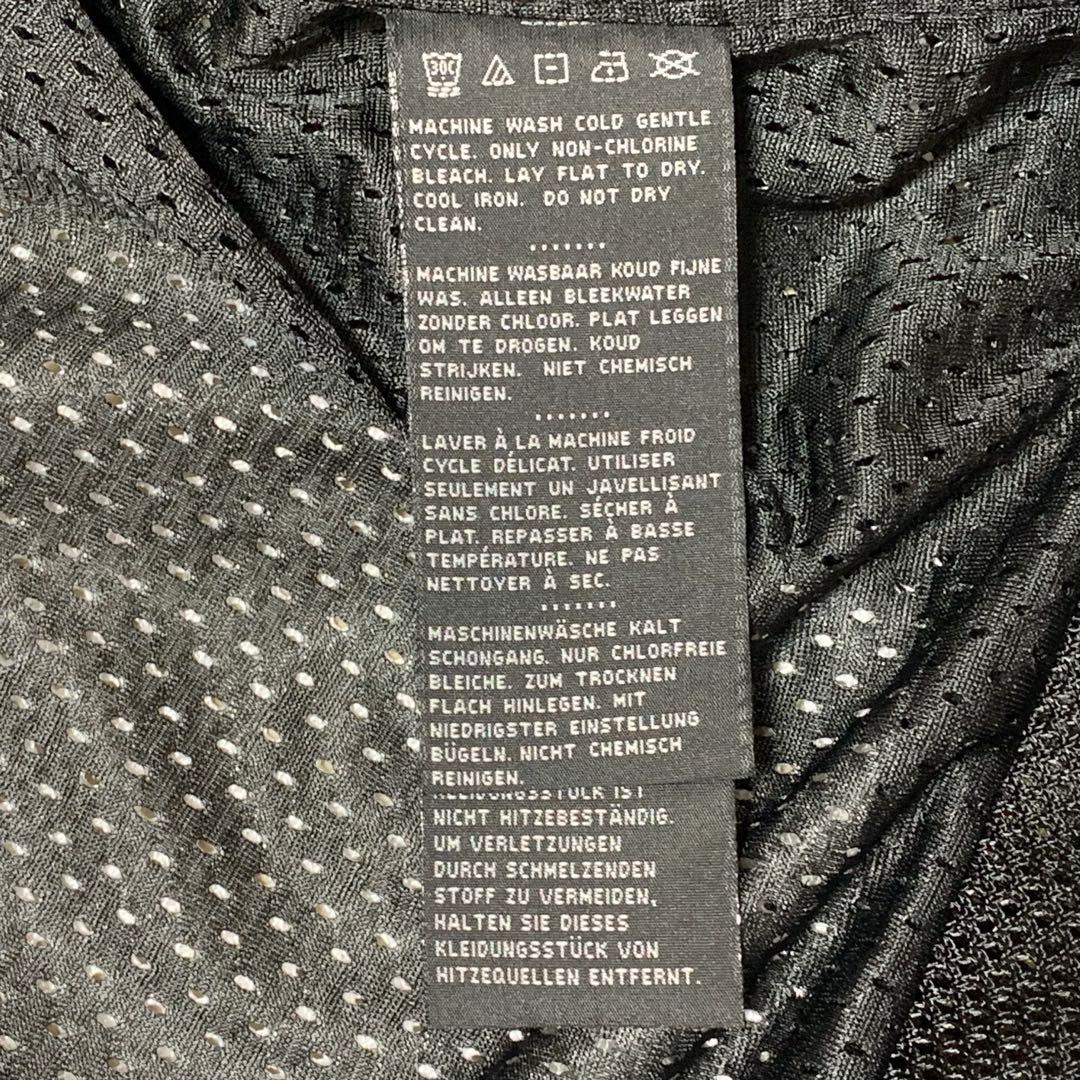 30C
MACHINE WASH COLD GENTLE
CYCLE. ONLY NON-CHLORINE
BLEACH. LAY FLAT TO DRY.
COOL IRON. DO NOT DRY
CLEAN.
MACHINE WASBAAR KOUD FIJNE
WAS. ALLEEN BLEEKWATER
ZONDER CHLOOR. PLAT LEGGEN
OM TE DROGEN. KOUD
STRIJKEN. NIET CHEMISCH
REINIGEN.
LAVER À LA MACHINE FROID
CYCLE DÉLICAT. UTILISER
SEULEMENT UN JAVELLISANT
SANS CHLORE. SÉCHER À
PLAT. REPASSER À BASSE
TEMPÉRATURE. NE PAS
NETTOYER À SEC.
MASCHINENWÄSCHE KALT
SCHONGANG. NUR CHLORFREIE
BLEICHE. ZUM TROCKNEN
FLACH HINLEGEN. MIT
NIEDRIGSTER EINSTELLUNG
BÜGELN. NICHT CHEMISCH
REINIGEN.
KLEIDUNGSSTÜCK IST
NICHT HITZEBESTÄNDIG.
UM VERLETZUNGEN
DURCH SCHMELZENDEN
STOFF ZU VERMEIDEN,
HALTEN SIE DIESES
KLEIDUNGSSTÜCK VON
HITZEQUELLEN ENTFERNT.